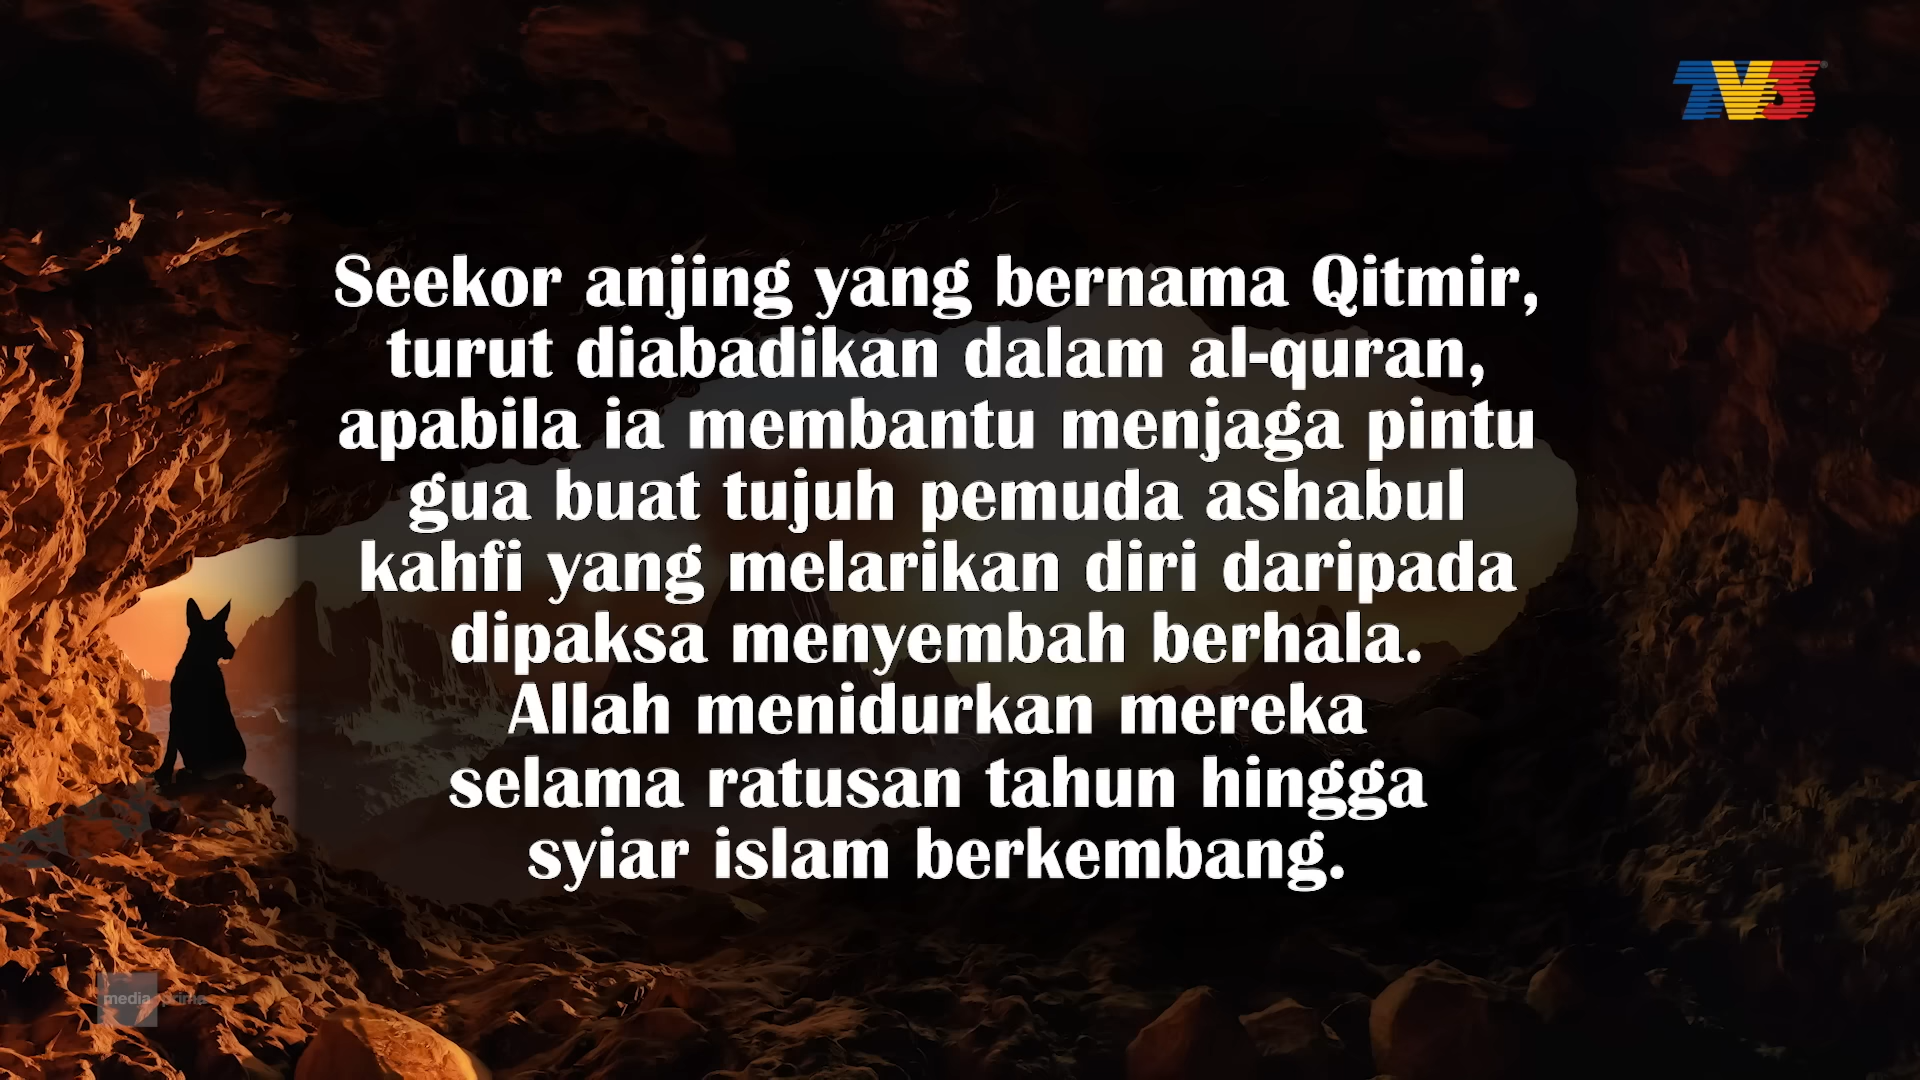 TV3
Seekor anjing yang bernama Qitmir,
turut diabadikan dalam al-quran,
apabila ia membantu menjaga pintu
gua buat tujuh pemuda ashabul
kahfi yang melarikan diri daripada
dipaksa menyembah berhala.
Allah menidurkan mereka
selama ratusan tahun hingga
syiar islam berkembang.
media prima